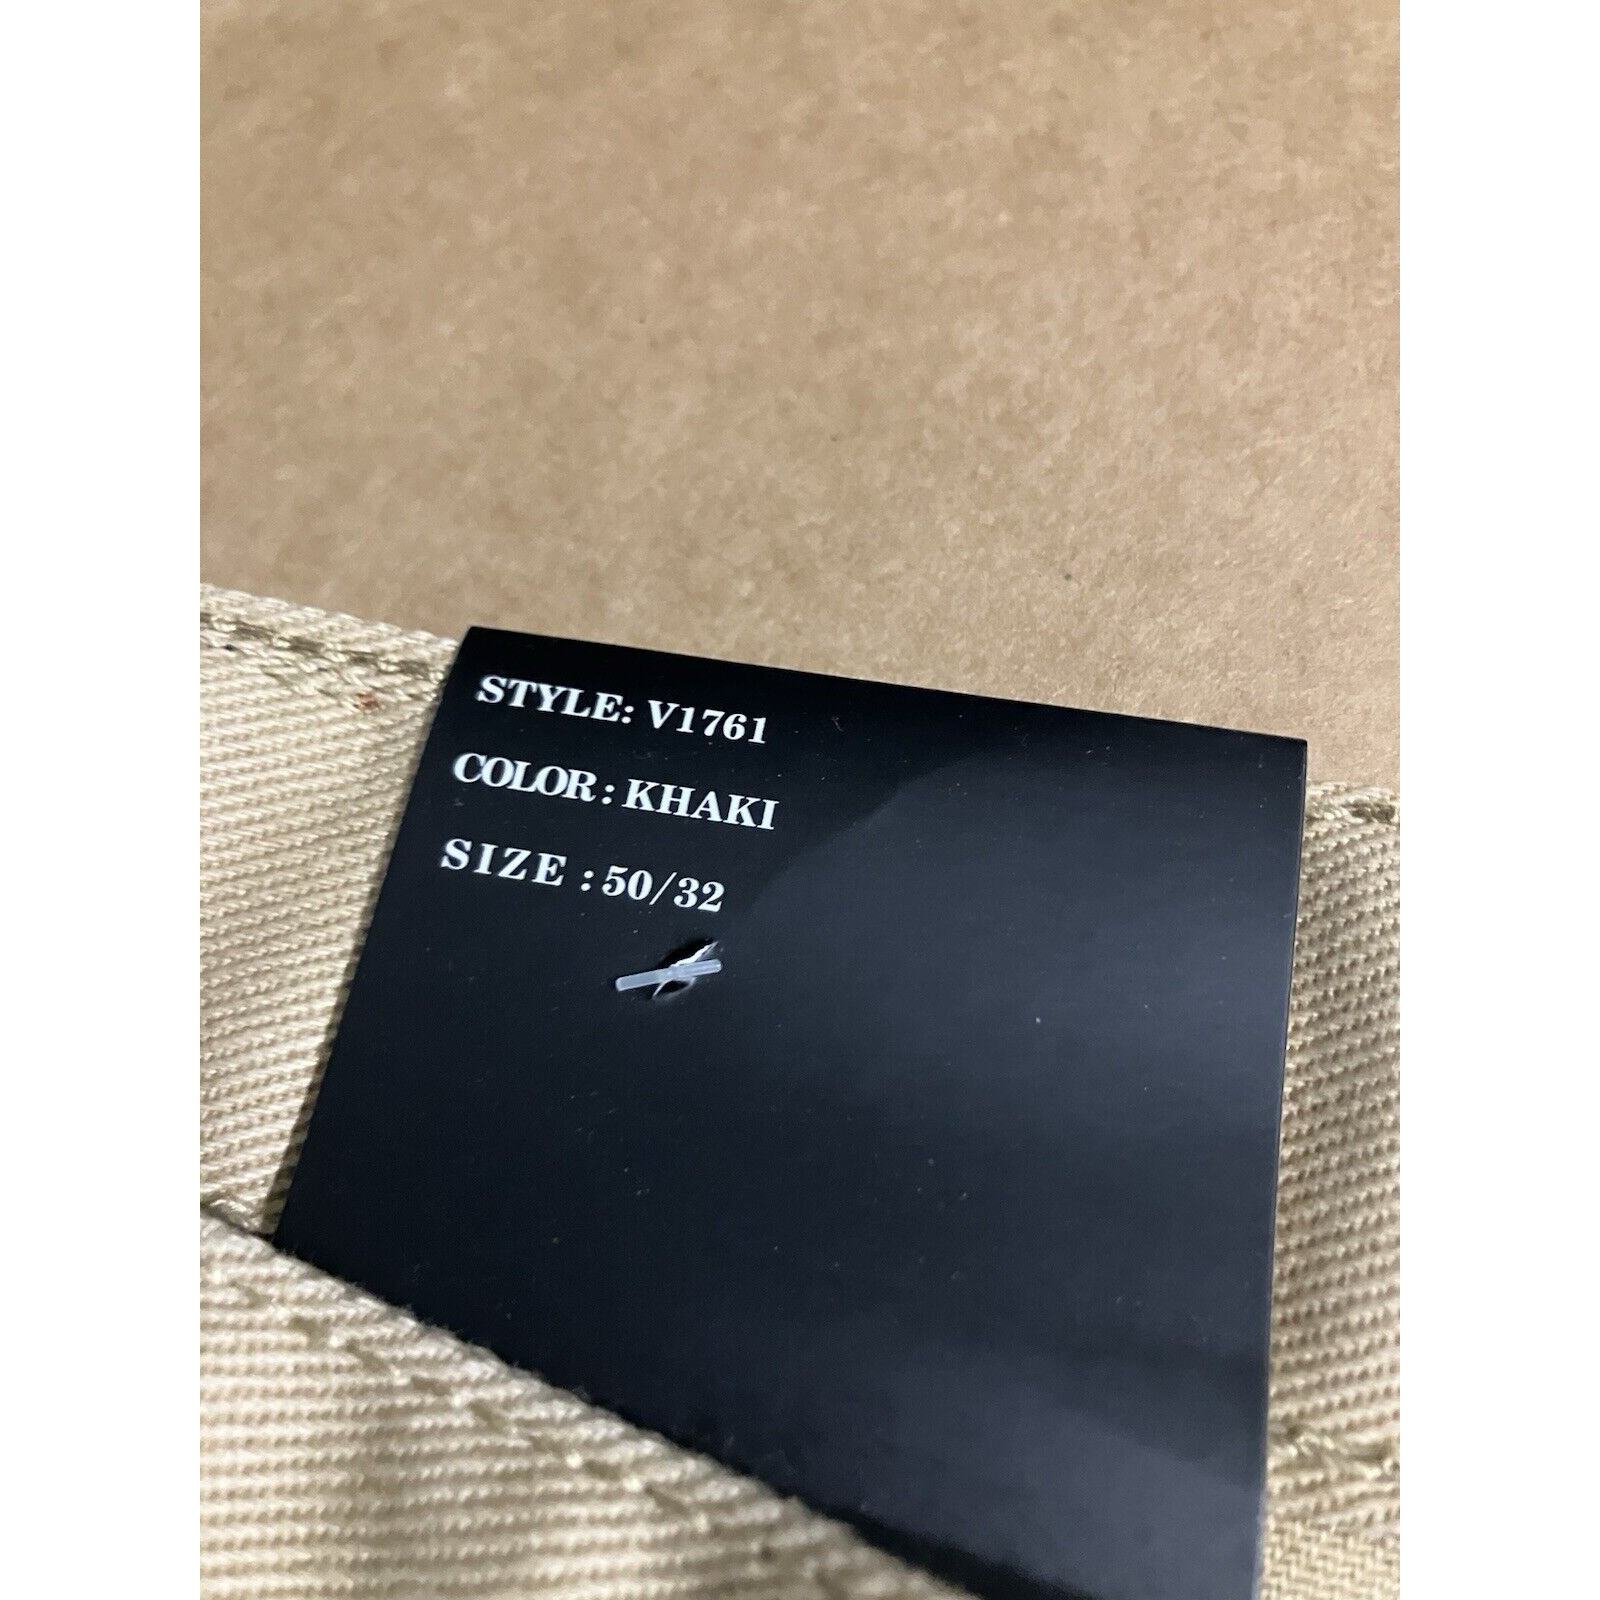 STYLE: V1761
COLOR: KHAKI
SIZE : 50/32